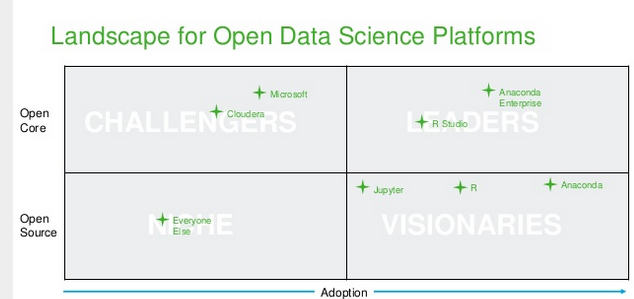 Landscape for Open Data Science Platforms
Open
Core
CHALLENGERS
Microsoft
Cloudera
LEADERS
Anaconda
Enterprise
R Studio
Open
Source
NICHE
Everyone
Else
VISIONARIES
Jupyter
R
Anaconda
Adoption